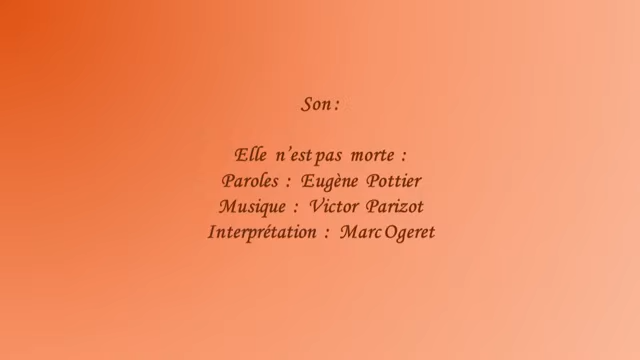 Son :
Elle n'est pas morte :
Paroles : Eugène Pottier
Musique : Victor Parizot
Interprétation : Marc Ogeret